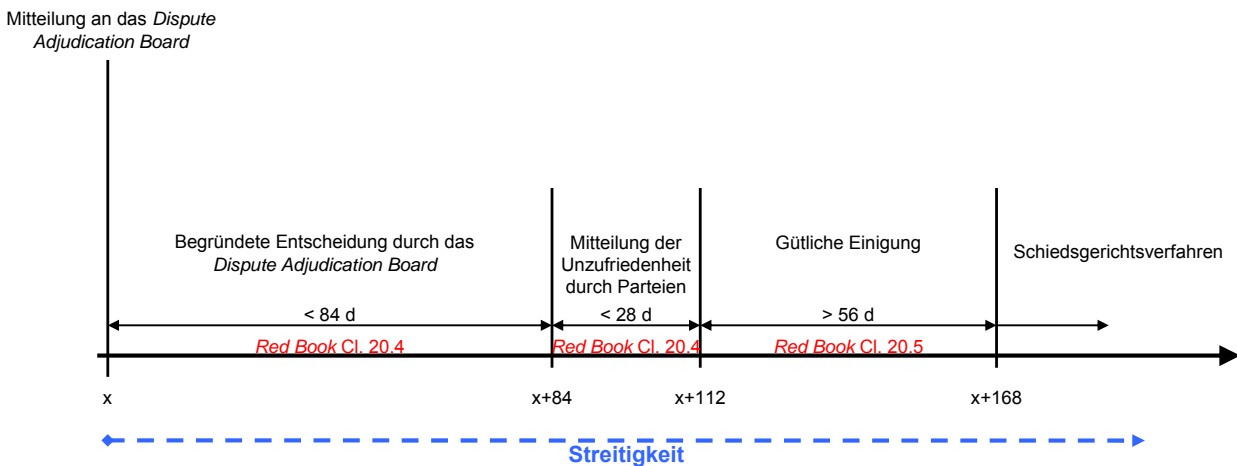 Mitteilung an das Dispute
Adjudication Board
Begründete Entscheidung durch das
Dispute Adjudication Board
Mitteilung der
Unzufriedenheit
durch Parteien
Gütliche Einigung
Schiedsgerichtsverfahren
< 84 d
< 28 d
> 56 d
Red Book Cl. 20.4
Red Book Cl. 20.4
Red Book Cl. 20.5
x
x+84
x+112
x+168
Streitigkeit